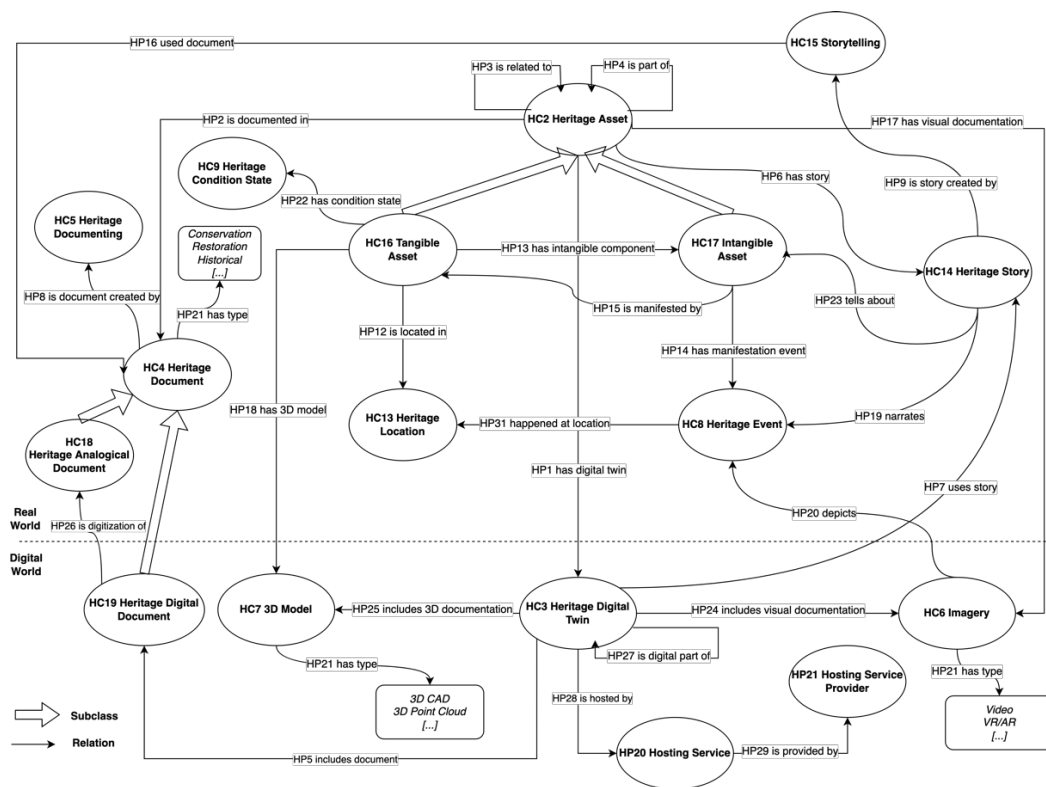 HP16 used document
HC15 Storytelling
HP3 is related to
HP4 is part of
HP2 is documented in
HC2 Heritage Asset
HP17 has visual documentation
HC9 Heritage
Condition State
HP6 has story
HP9 is story created by
HP22 has condition state
HC5 Heritage
Documenting
Conservation
Restoration
Historical
[...]
HC16 Tangible
Asset
HP13 has intangible component
HC17 Intangible
Asset
HC14 Heritage Story
HP8 is document created by
HP21 has type
HP15 is manifested by
HP23 tells about
HP12 is located in
HP14 has manifestation event
HC4 Heritage
Document
HP18 has 3D model
HC13 Heritage
Location
HP31 happened at location
HC8 Heritage Event
HP19 narrates
HC18
Heritage Analogical
Document
HP1 has digital twin
HP7 uses story
Real
World
HP26 is digitization of
HP20 depicts
Digital
World
HC19 Heritage Digital
Document
HC7 3D Model
HP25 includes 3D documentation
HC3 Heritage Digital
Twin
HP24 includes visual documentation
HC6 Imagery
HP21 has type
HP27 is digital part of
HP21 Hosting Service
Provider
HP21 has type
3D CAD
3D Point Cloud
[...]
HP28 is hosted by
Video
VR/AR
[...]
Subclass
Relation
HP5 includes document
HP20 Hosting Service
HP29 is provided by